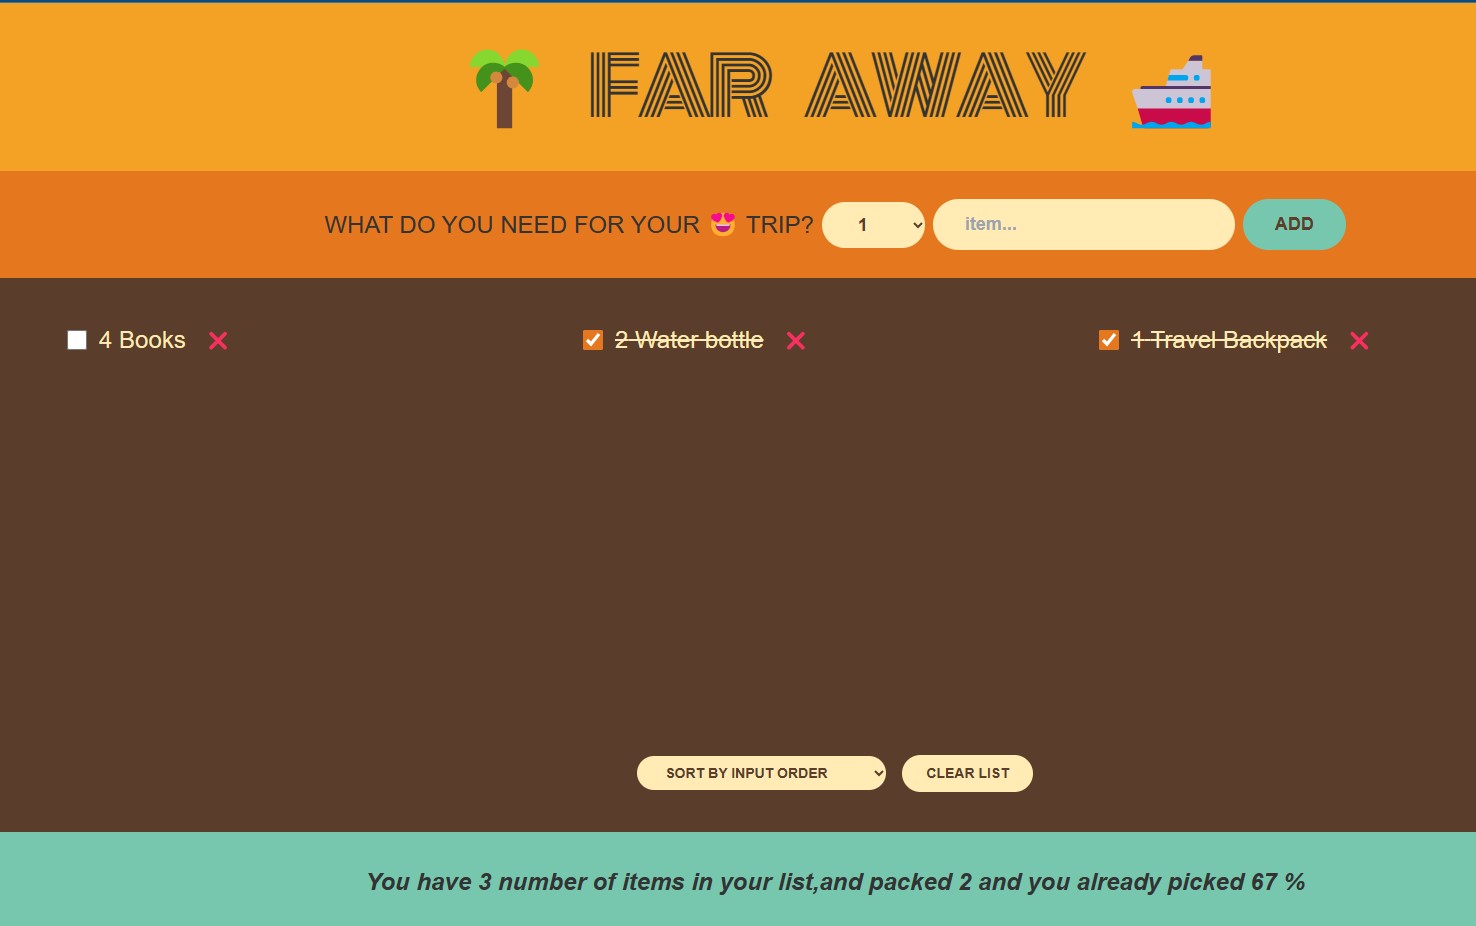 FAR AWAY
WHAT DO YOU NEED FOR YOUR 😍 TRIP? 1 item... ADD
4 Books ❌ 2 Water bottle ❌ 1 Travel Backpack ❌
SORT BY INPUT ORDER CLEAR LIST
You have 3 number of items in your list,and packed 2 and you already picked 67 %